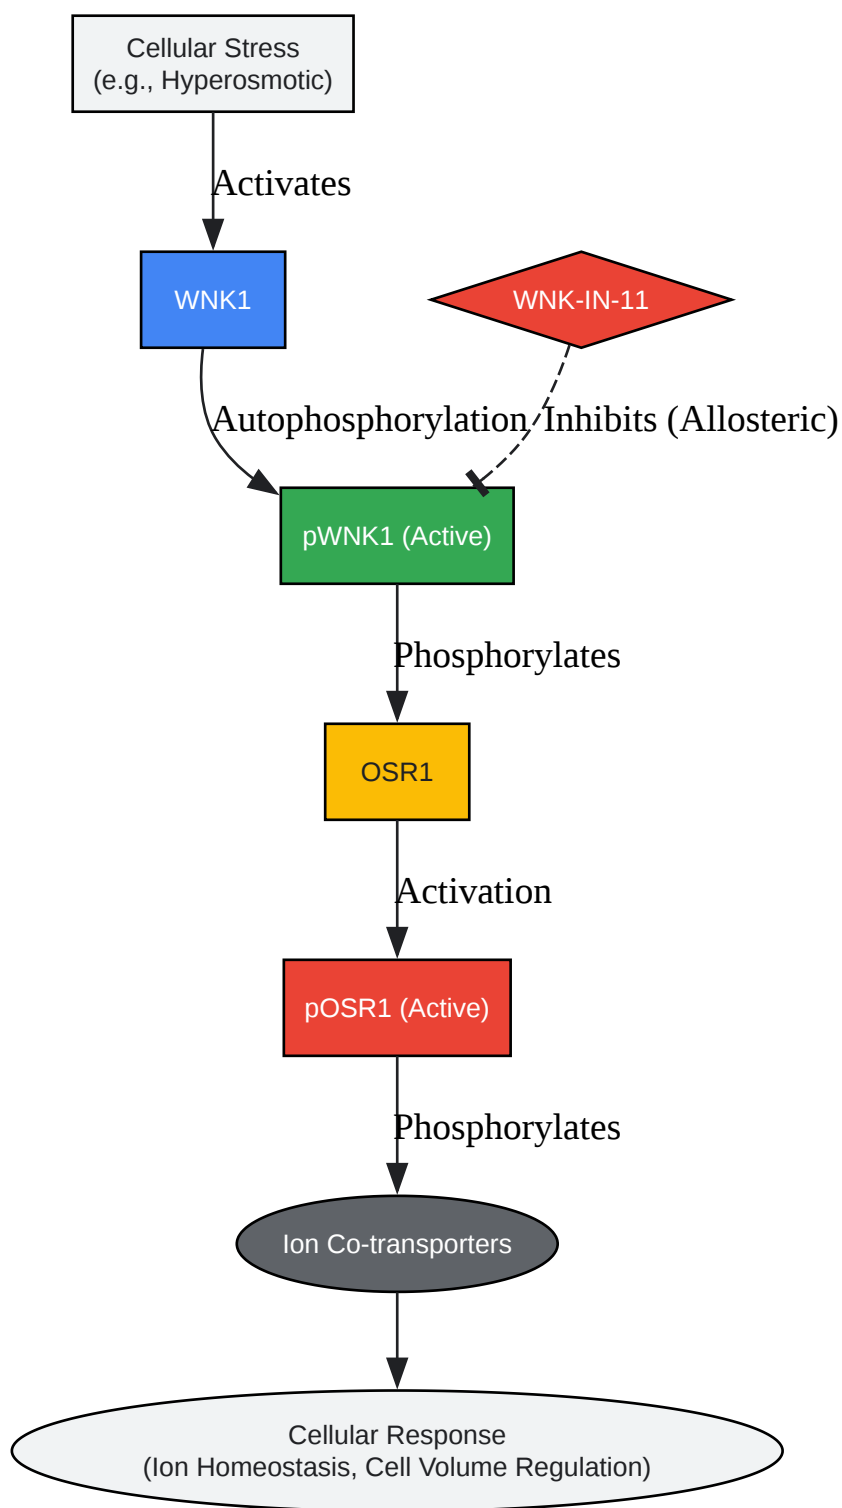 Cellular Stress
(e.g., Hyperosmotic)
Activates
WNK1
WNK-IN-11
Autophosphorylation
Inhibits (Allosteric)
pWNK1 (Active)
Phosphorylates
OSR1
Activation
pOSR1 (Active)
Phosphorylates
Ion Co-transporters
Cellular Response
(Ion Homeostasis, Cell Volume Regulation)